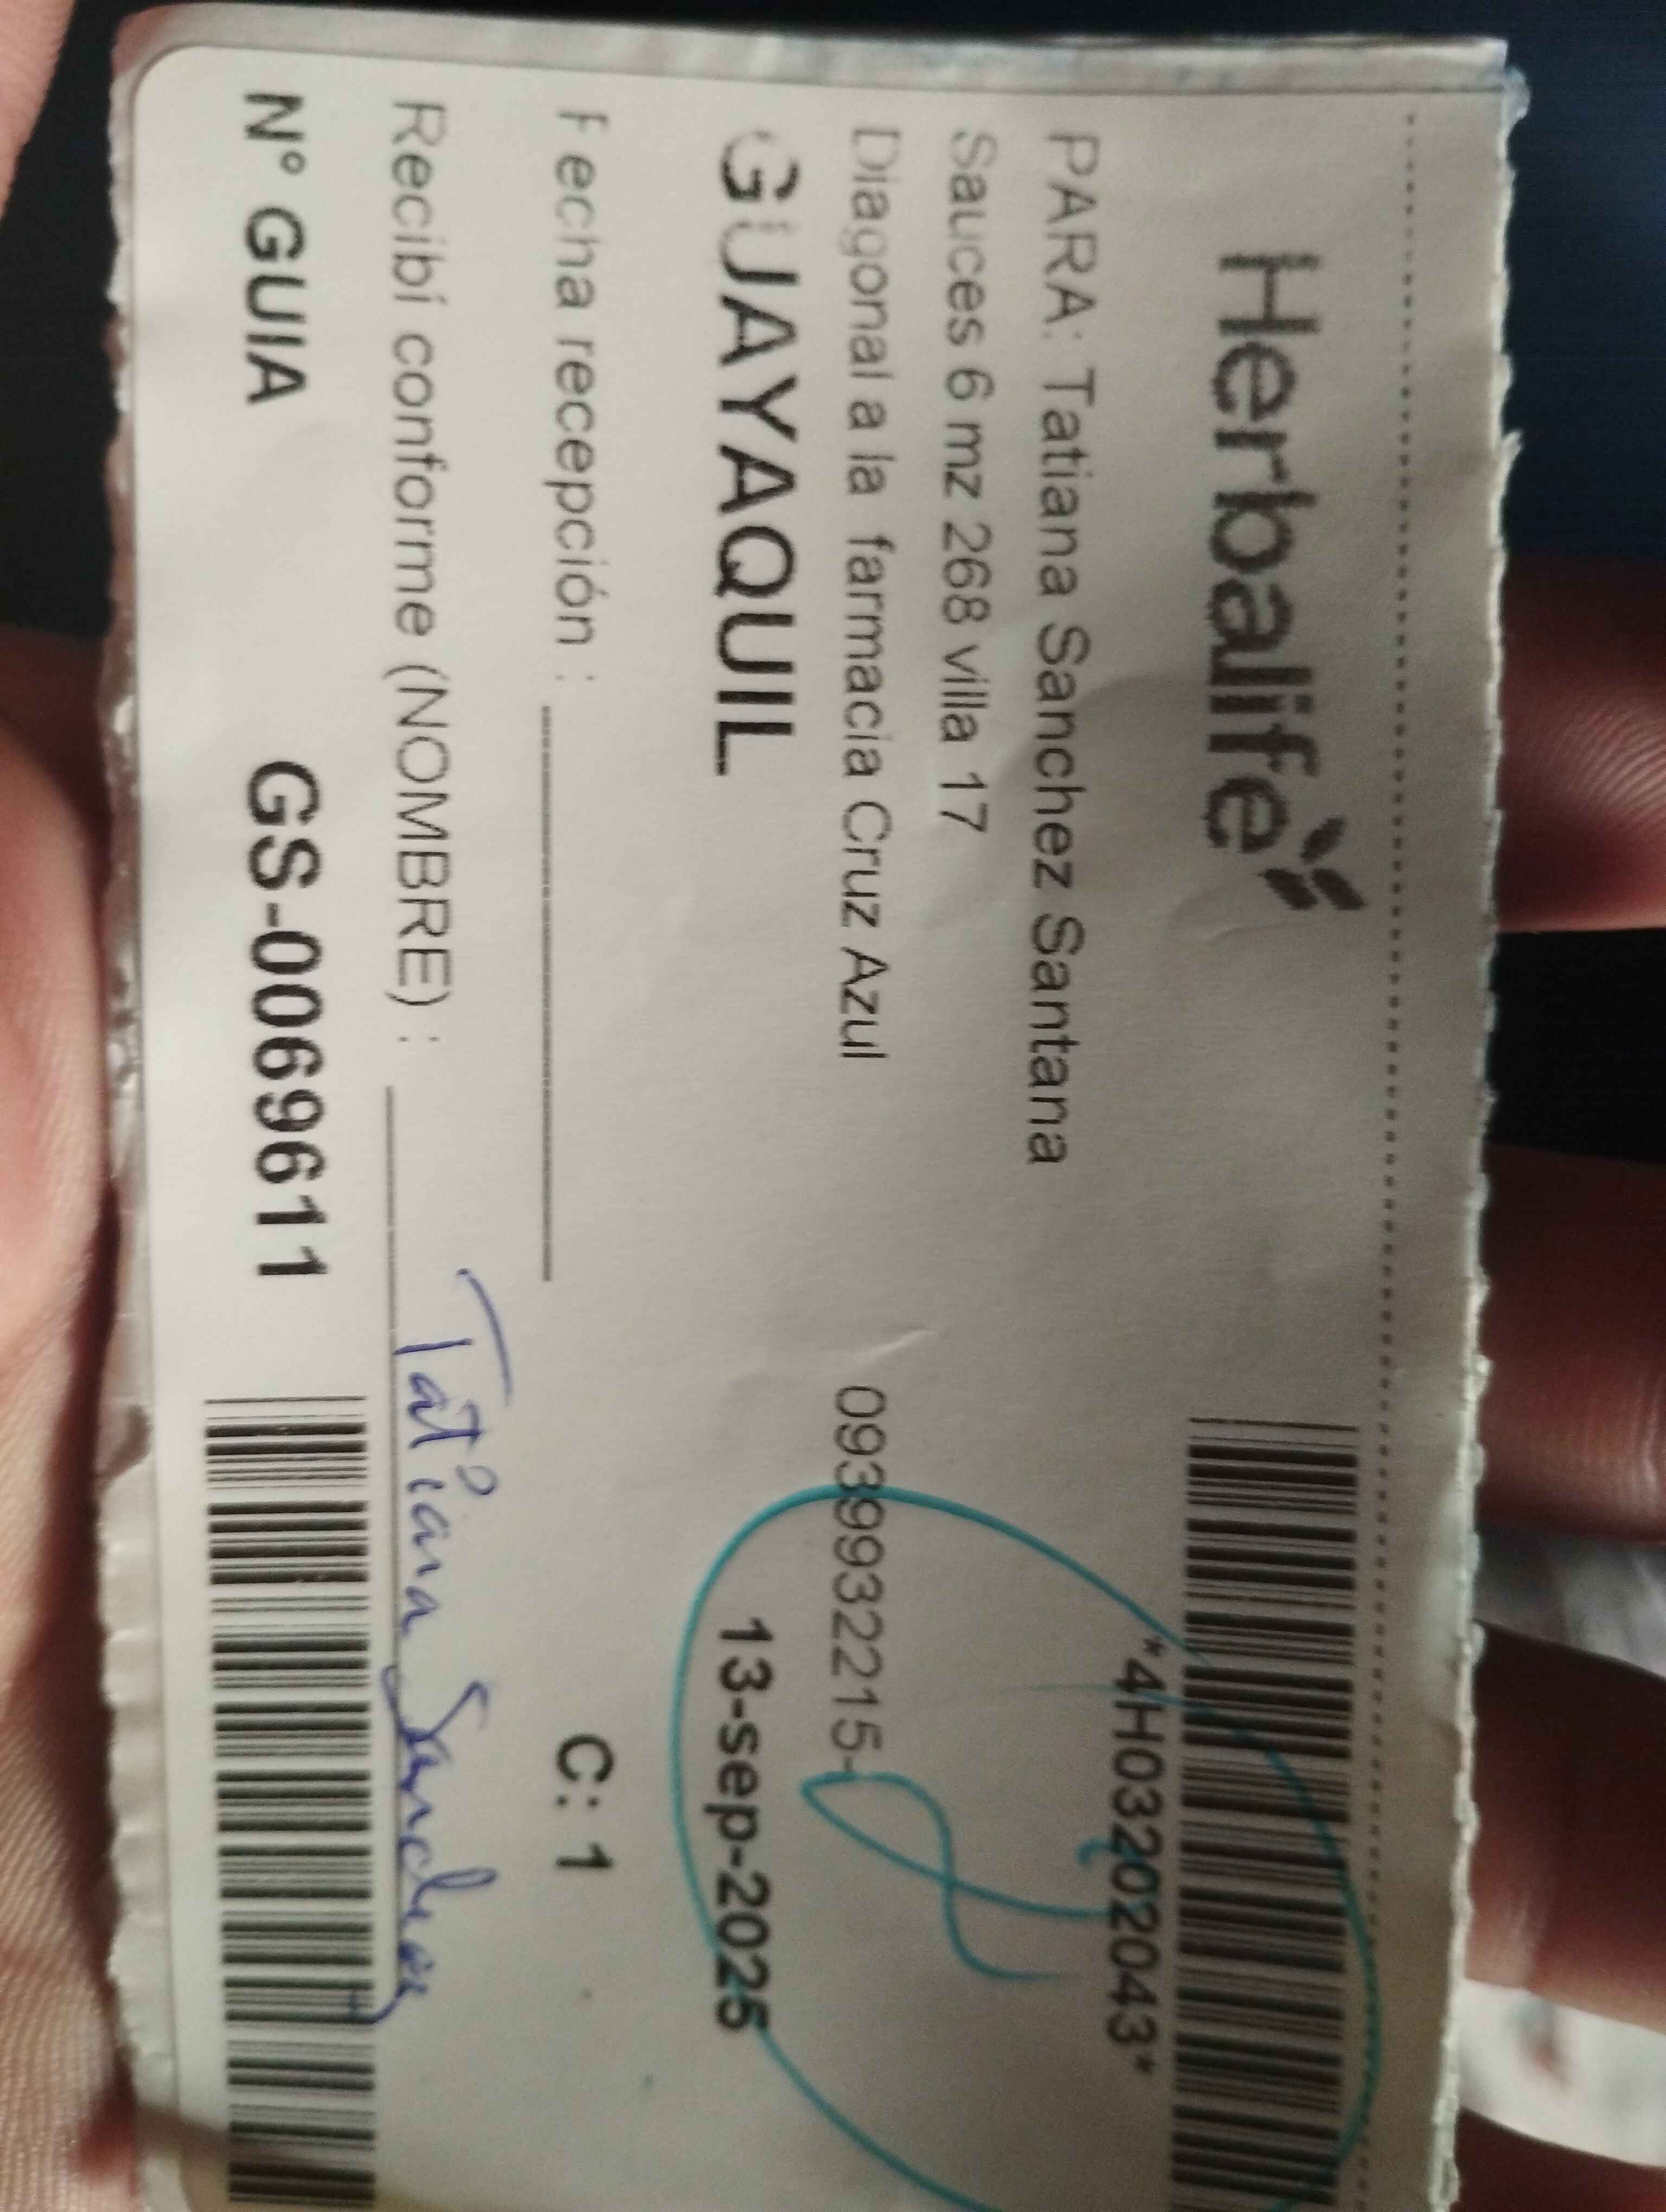 Herbalife
*4H03202043*
PARA: Tatiana Sanchez Santana
Sauces 6 mz 268 villa 17
Diagonal a la farmacia Cruz Azul 0939932215-
GUAYAQUIL 13-sep-2025
Fecha recepción :
C: 1
Recibí conforme (NOMBRE) : Tatiana Sanchez
N° GUIA GS-0069611